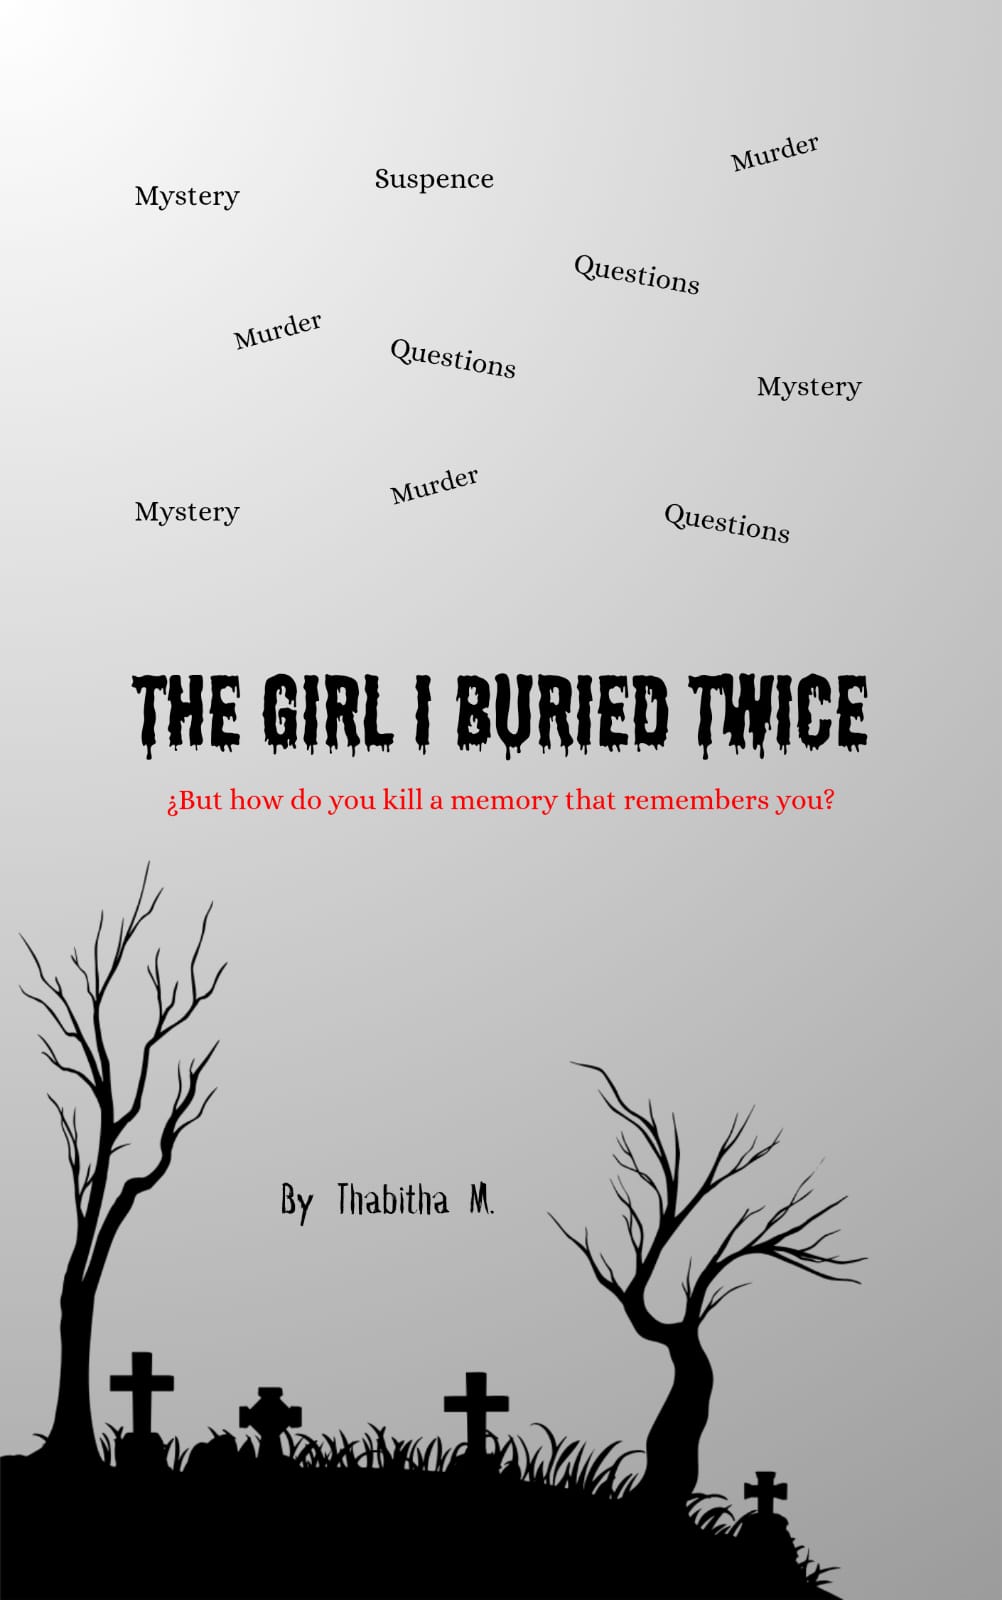 Murder
Mystery
Suspence
Questions
Murder
Questions
Mystery
Murder
Mystery
Questions
THE GIRL I BURIED TWICE
¿But how do you kill a memory that remembers you?
By Thabitha M.